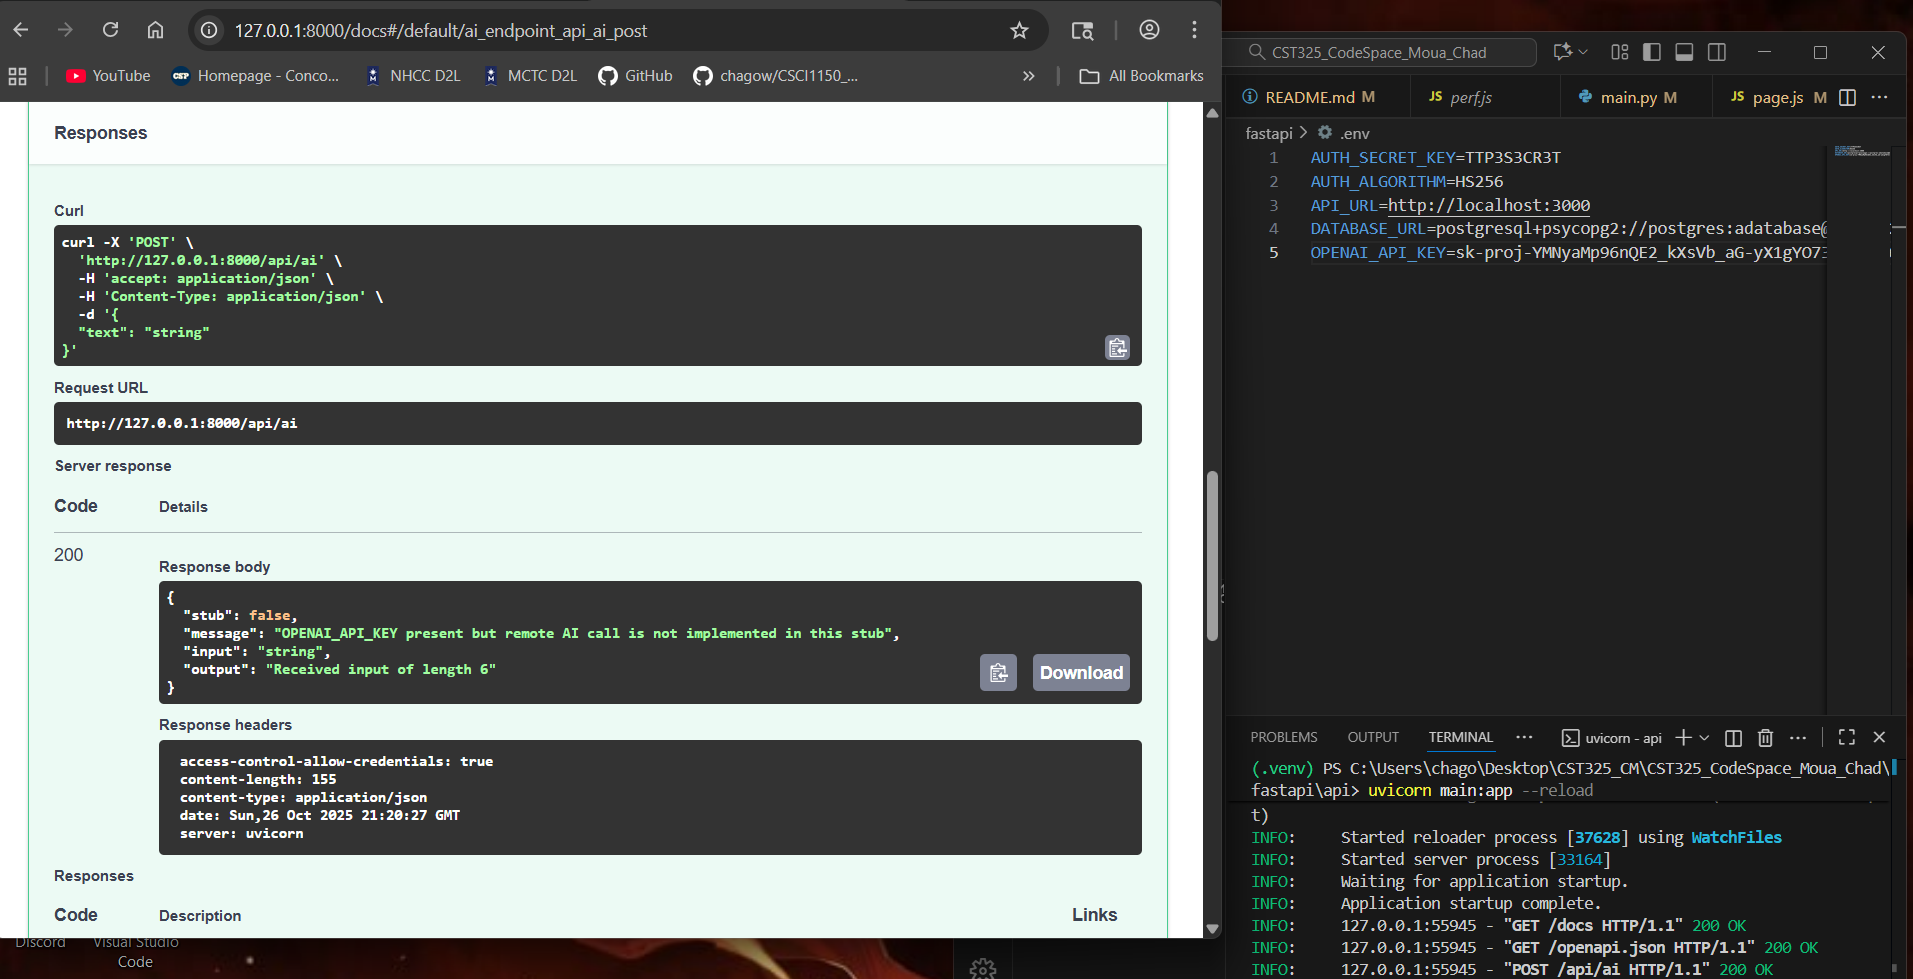 127.0.0.1:8000/docs#/default/ai_endpoint_api_ai_post
YouTube
CSP
Homepage - Conco...
NHCC D2L
MCTC D2L
GitHub
chagow/CSCI1150_...
»
All Bookmarks
Responses
Curl
curl -X 'POST' \
'http://127.0.0.1:8000/api/ai' \
-H 'accept: application/json' \
-H 'Content-Type: application/json' \
-d '{
"text": "string"
}'
Request URL
http://127.0.0.1:8000/api/ai
Server response
Code Details
200
Response body
{
"stub": false,
"message": "OPENAI_API_KEY present but remote AI call is not implemented in this stub",
"input": "string",
"output": "Received input of length 6"
}
Download
Response headers
access-control-allow-credentials: true
content-length: 155
content-type: application/json
date: Sun,26 Oct 2025 21:20:27 GMT
server: uvicorn
Responses
Code Description Links
Discord
Visual Studio
Code
CST325_CodeSpace_Moua_Chad
README.md M
JS perf.js
main.py M
JS page.js M
fastapi > .env
1 AUTH_SECRET_KEY=TTP3S3CR3T
2 AUTH_ALGORITHM=HS256
3 API_URL=http://localhost:3000
4 DATABASE_URL=postgresql+psycopg2://postgres:adatabase@
5 OPENAI_API_KEY=sk-proj-YMNyaMp96nQE2_kXsVb_aG-yX1gYO73
PROBLEMS OUTPUT TERMINAL ... uvicorn - api
(.venv) PS C:\Users\chago\Desktop\CST325_CM\CST325_CodeSpace_Moua_Chad\
fastapi\api> uvicorn main:app --reload
t)
INFO: Started reloader process [37628] using WatchFiles
INFO: Started server process [33164]
INFO: Waiting for application startup.
INFO: Application startup complete.
INFO: 127.0.0.1:55945 - "GET /docs HTTP/1.1" 200 OK
INFO: 127.0.0.1:55945 - "GET /openapi.json HTTP/1.1" 200 OK
INFO: 127.0.0.1:55945 - "POST /api/ai HTTP/1.1" 200 OK